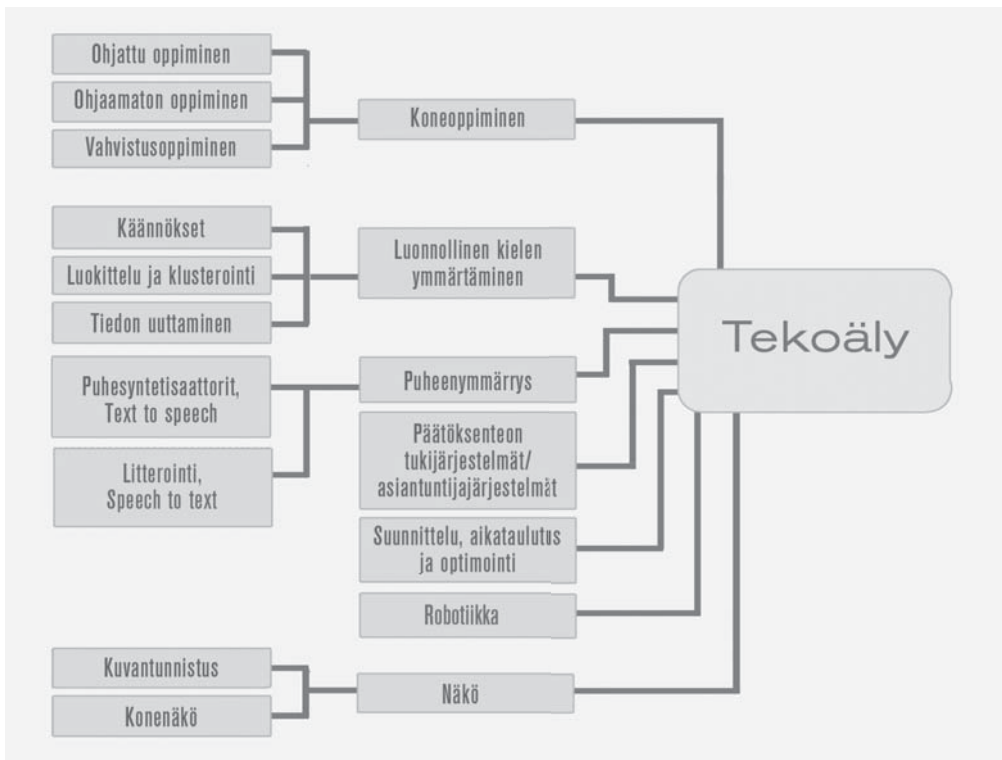 Ohjattu oppiminen
Ohjaamaton oppiminen
Vahvistusoppiminen
Koneoppiminen
Käännökset
Luokittelu ja klusterointi
Tiedon uuttaminen
Luonnollinen kielen
ymmärtäminen
Puhesyntetisaattorit,
Text to speech
Litterointi,
Speech to text
Puheenymmärrys
Päätöksenteon
tukijärjestelmät/
asiantuntijajärjestelmät
Suunnittelu, aikataulutus
ja optimointi
Robotiikka
Kuvantunnistus
Konenäkö
Näkö
Tekoäly